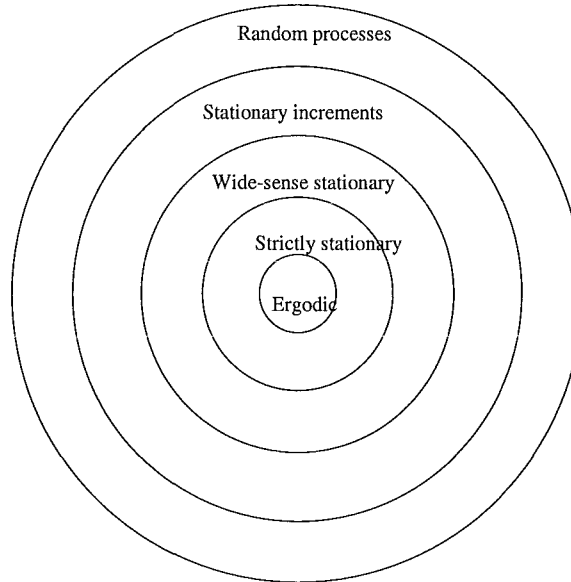 Random processes
Stationary increments
Wide-sense stationary
Strictly stationary
Ergodic